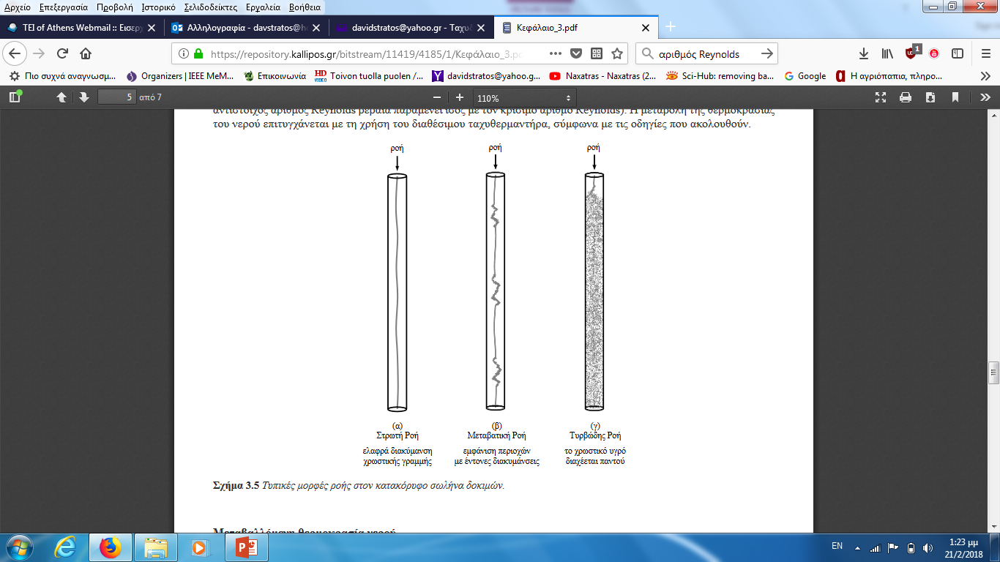 Αρχείο Επεξεργασία Προβολή Ιστορικό Σελιδοδείκτες Εργαλεία Βοήθεια
TEI of Athens Webmail :: Εισερχ
Αλληλογραφία - davstratos@h
davidstratos@yahoo.gr - Ταχυδ
Κεφάλαιο_3.pdf
https://repository.kallipos.gr/bitstream/11419/4185/1/Κεφάλαιο_3.p
αριθμός Reynolds
1
Πιο συχνά αναγνωσμ...
Organizers | IEEE MeM...
Επικοινωνία
HD VIDEO
Toivon tuolla puolen /...
davidstratos@yahoo.g...
Naxatras - Naxatras (2...
Sci-Hub: removing ba...
Google
Η αγριόπαπια, πληρο...
5 από 7
110%
αντίστοιχος αριθμός Reynolds βέβαια παραμένει ίσος με τον κρίσιμο αριθμό Reynolds). Η μεταβολή της θερμοκρασίας
του νερού επιτυγχάνεται με τη χρήση του διαθέσιμου ταχυθερμαντήρα, σύμφωνα με τις οδηγίες που ακολουθούν.
ροή ροή ροή
(α)
Στρωτή Ροή
ελαφρά διακύμανση
χρωστικής γραμμής
(β)
Μεταβατική Ροή
εμφάνιση περιοχών
με έντονες διακυμάνσεις
(γ)
Τυρβώδης Ροή
το χρωστικό υγρό
διαχέεται παντού
Σχήμα 3.5 Τυπικές μορφές ροής στον κατακόρυφο σωλήνα δοκιμών.
Μεταβαλλόμενη θερμοκρασία νερού
EN
1:23 μμ
21/2/2018